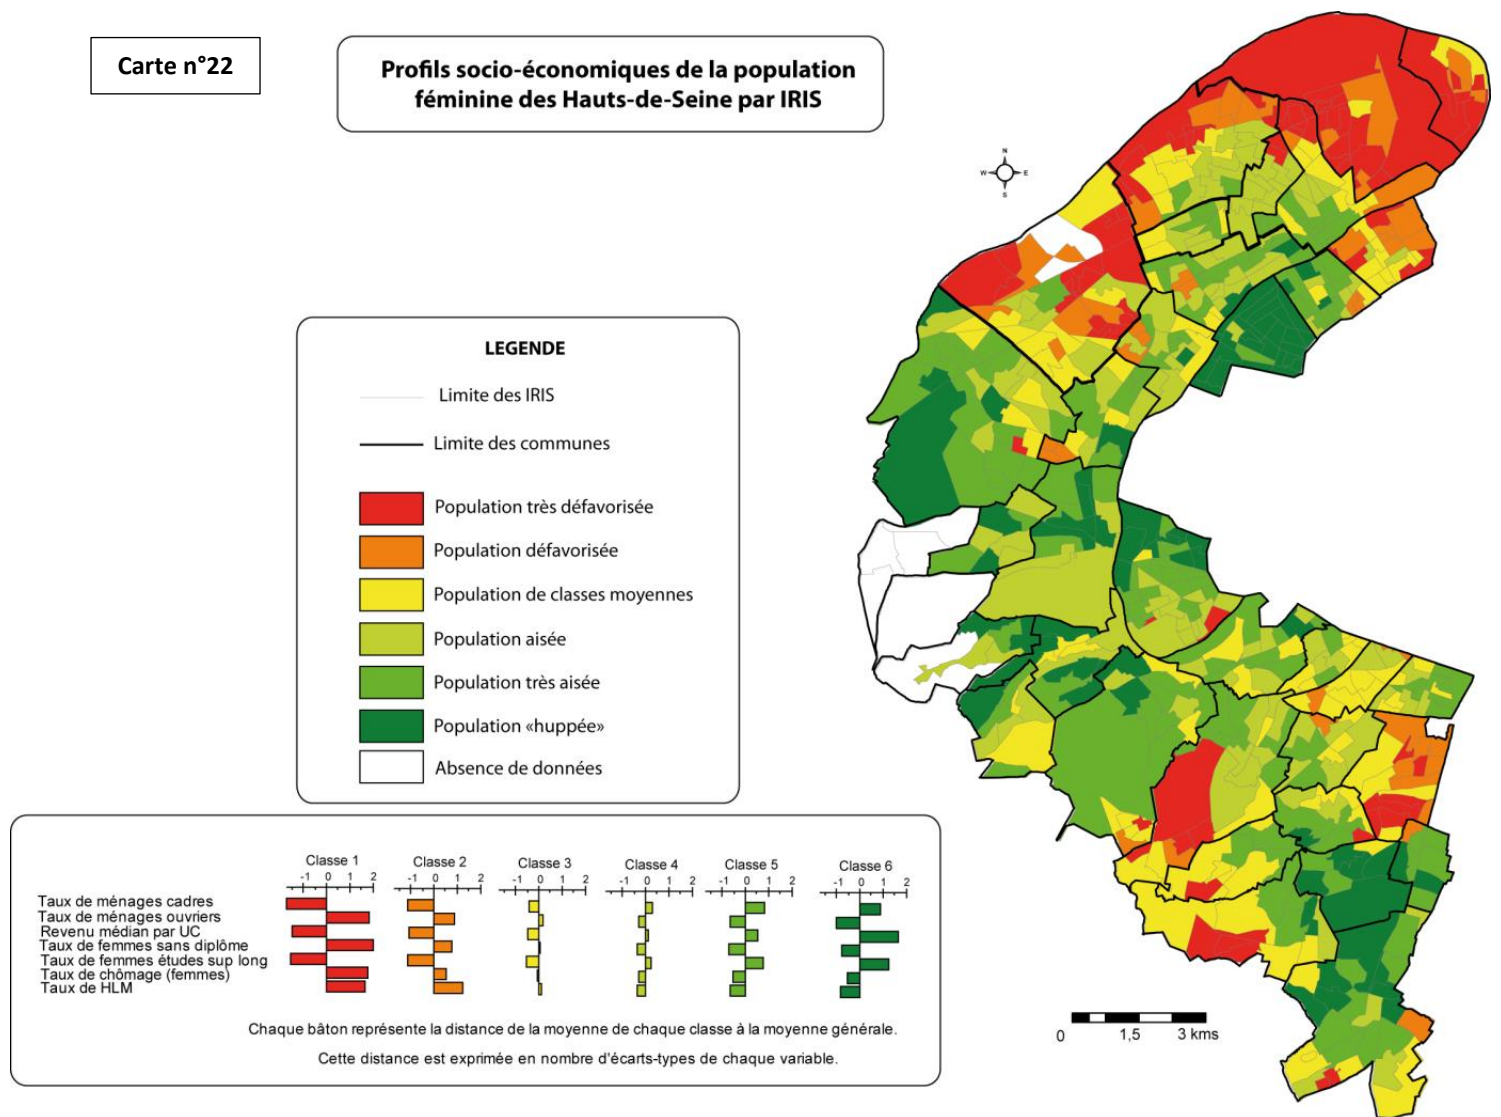 Carte n°22
Profils socio-économiques de la population
féminine des Hauts-de-Seine par IRIS
N
W E
S
LEGENDE
Limite des IRIS
Limite des communes
Population très défavorisée
Population défavorisée
Population de classes moyennes
Population aisée
Population très aisée
Population «huppée»
Absence de données
Classe 1 Classe 2 Classe 3 Classe 4 Classe 5 Classe 6
-1 0 1 2 -1 0 1 2 -1 0 1 2 -1 0 1 2 -1 0 1 2 -1 0 1 2
Taux de ménages cadres
Taux de ménages ouvriers
Revenu médian par UC
Taux de femmes sans diplôme
Taux de femmes études sup long
Taux de chômage (femmes)
Taux de HLM
Chaque bâton représente la distance de la moyenne de chaque classe à la moyenne générale.
Cette distance est exprimée en nombre d'écarts-types de chaque variable.
0 1,5 3 kms